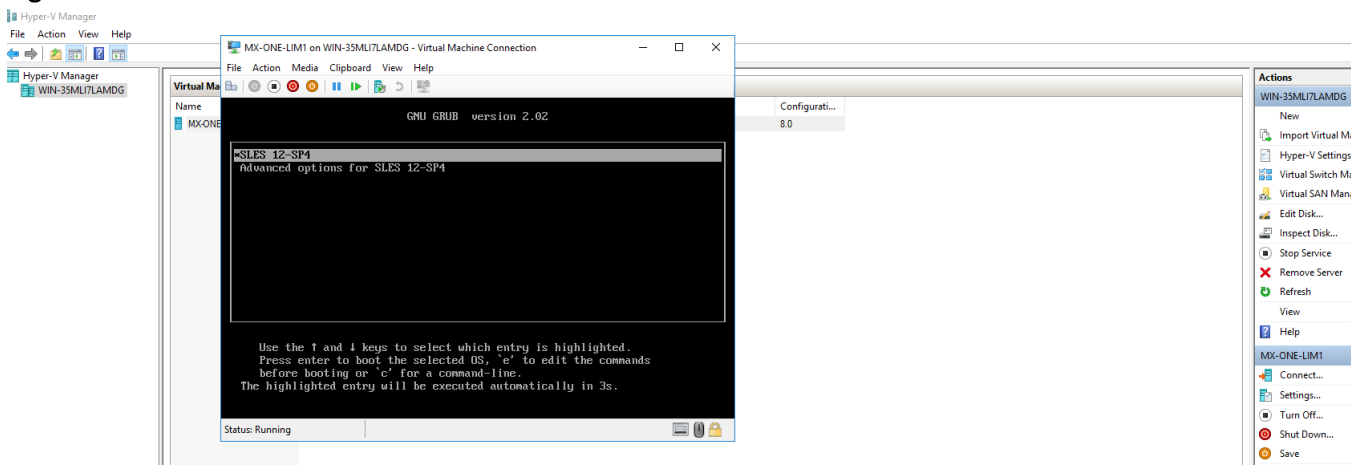 Hyper-V Manager
File Action View Help
Hyper-V Manager
WIN-35MLI7LAMDG
Virtual Ma
Name
Configurati...
MX-ONE
8.0
MX-ONE-LIM1 on WIN-35MLI7LAMDG - Virtual Machine Connection
File Action Media Clipboard View Help
GNU GRUB version 2.02
*SLES 12-SP4
Advanced options for SLES 12-SP4
Use the ↑ and ↓ keys to select which entry is highlighted.
Press enter to boot the selected OS, `e' to edit the commands
before booting or `c' for a command-line.
The highlighted entry will be executed automatically in 3s.
Status: Running
Actions
WIN-35MLI7LAMDG
New
Import Virtual Ma
Hyper-V Settings
Virtual Switch Ma
Virtual SAN Mana
Edit Disk...
Inspect Disk...
Stop Service
Remove Server
Refresh
View
Help
MX-ONE-LIM1
Connect...
Settings...
Turn Off...
Shut Down...
Save